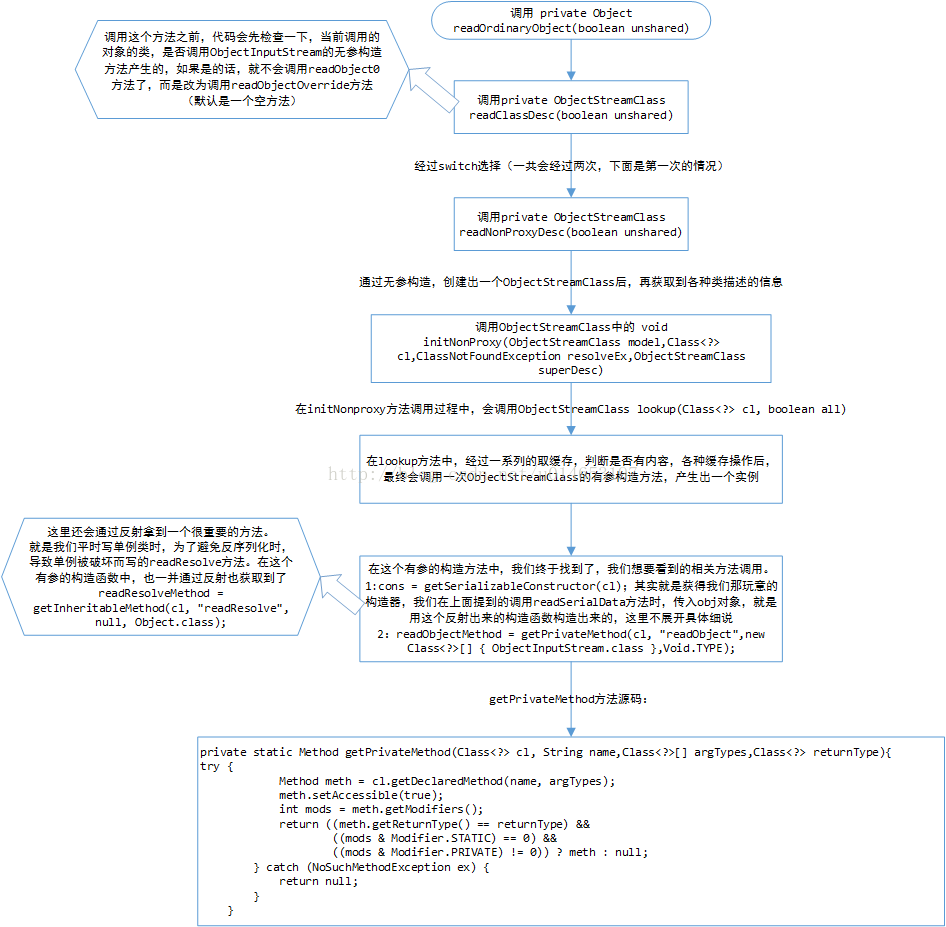 调用 private Object
readOrdinaryObject(boolean unshared)
调用这个方法之前，代码会先检查一下，当前调用的
对象的类，是否调用ObjectInputStream的无参构造
方法产生的，如果是的话，就不会调用readObject0
方法了，而是改为调用readObjectOverride方法
（默认是一个空方法）
调用private ObjectStreamClass
readClassDesc(boolean unshared)
经过switch选择（一共会经过两次，下面是第一次的情况）
调用private ObjectStreamClass
readNonProxyDesc(boolean unshared)
通过无参构造，创建出一个ObjectStreamClass后，再获取到各种类描述的信息
调用ObjectStreamClass中的 void
initNonProxy(ObjectStreamClass model,Class<?>
cl,ClassNotFoundException resolveEx,ObjectStreamClass
superDesc)
在initNonproxy方法调用过程中，会调用ObjectStreamClass lookup(Class<?> cl, boolean all)
在lookup方法中，经过一系列的取缓存，判断是否有内容，各种缓存操作后，
最终会调用一次ObjectStreamClass的有参构造方法，产生出一个实例
这里还会通过反射拿到一个很重要的方法。
就是我们平时写单例类时，为了避免反序列化时，
导致单例被破坏而写的readResolve方法。在这个
有参的构造函数中，也一并通过反射也获取到了
readResolveMethod =
getInheritableMethod(cl, "readResolve",
null, Object.class);
在这个有参的构造方法中，我们终于找到了，我们想要看到的相关方法调用。
1:cons = getSerializableConstructor(cl); 其实就是获得我们那玩意的
构造器，我们在上面提到的调用readSerialData方法时，传入obj对象，就是
用这个反射出来的构造函数构造出来的，这里不展开具体细说
2: readObjectMethod = getPrivateMethod(cl, "readObject",new
Class<?>[] { ObjectInputStream.class },Void.TYPE);
getPrivateMethod方法源码：
private static Method getPrivateMethod(Class<?> cl, String name,Class<?>[] argTypes,Class<?> returnType){
try {
Method meth = cl.getDeclaredMethod(name, argTypes);
meth.setAccessible(true);
int mods = meth.getModifiers();
return ((meth.getReturnType() == returnType) &&
((mods & Modifier.STATIC) == 0) &&
((mods & Modifier.PRIVATE) != 0)) ? meth : null;
} catch (NoSuchMethodException ex) {
return null;
}
}